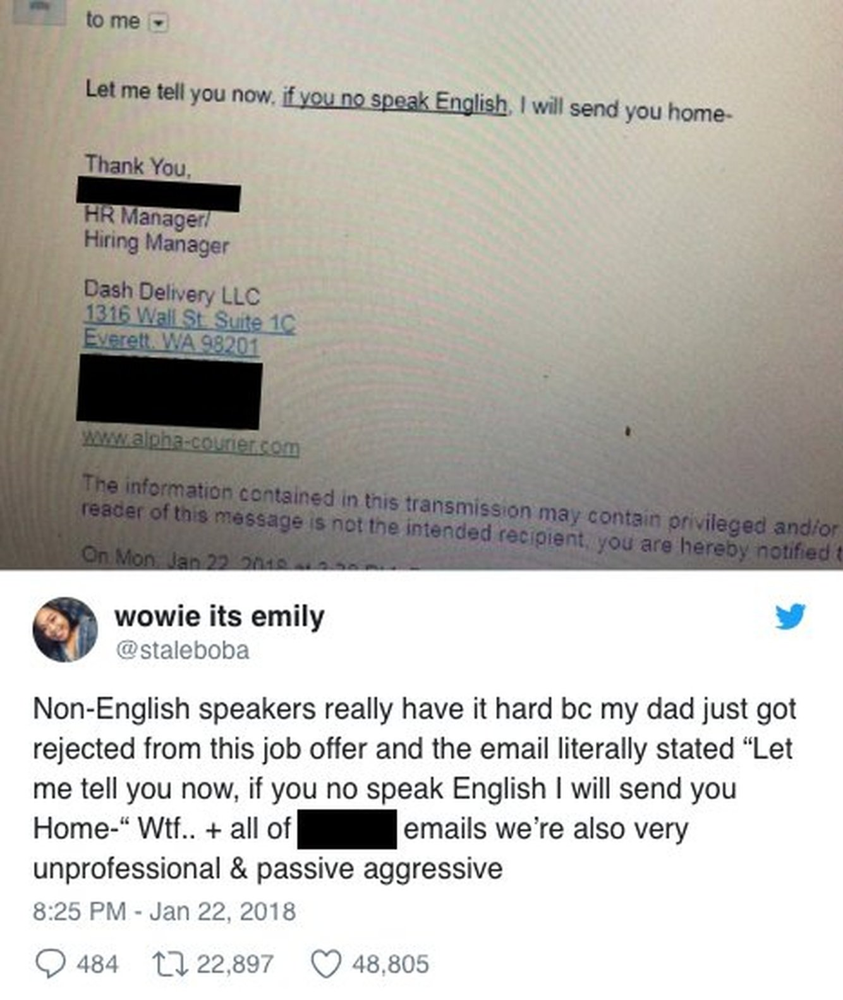 to me
Let me tell you now, if you no speak English, I will send you home-
Thank You,
HR Manager/
Hiring Manager
Dash Delivery LLC
1316 Wall St. Suite 1C
Everett, WA 98201
www.alpha-courier.com
The information contained in this transmission may contain privileged and/or
reader of this message is not the intended recipient, you are hereby notified
On Mon, Jan 22, 2018 at
wowie its emily
@staleboba
Non-English speakers really have it hard bc my dad just got
rejected from this job offer and the email literally stated “Let
me tell you now, if you no speak English I will send you
Home-“ Wtf.. + all of emails we’re also very
unprofessional & passive aggressive
8:25 PM - Jan 22, 2018
484 22,897 48,805